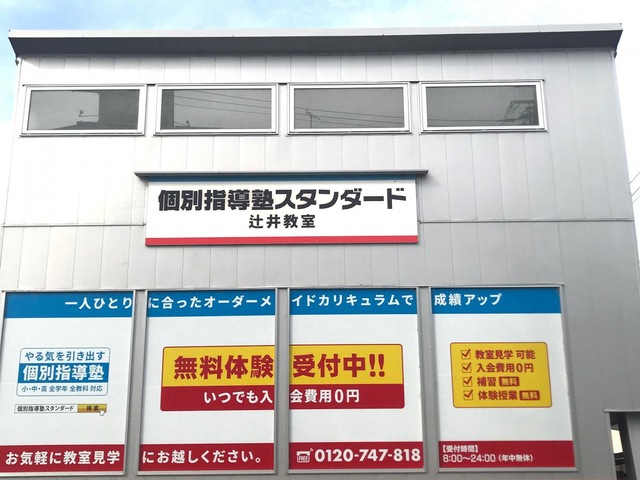 個別指導塾スタンダード
辻井教室
一人ひとりに合ったオーダーメイドカリキュラムで成績アップ
やる気を引き出す
個別指導塾
小・中・高 全学年 全教科 対応
個別指導塾スタンダード 検索
無料体験受付中!!
いつでも入会費用0円
教室見学 可能
入会費用0円
補習 無料
体験授業 無料
お気軽に教室見学にお越しください。
FREE 0120-747-818
【受付時間】
8:00〜24:00（年中無休）